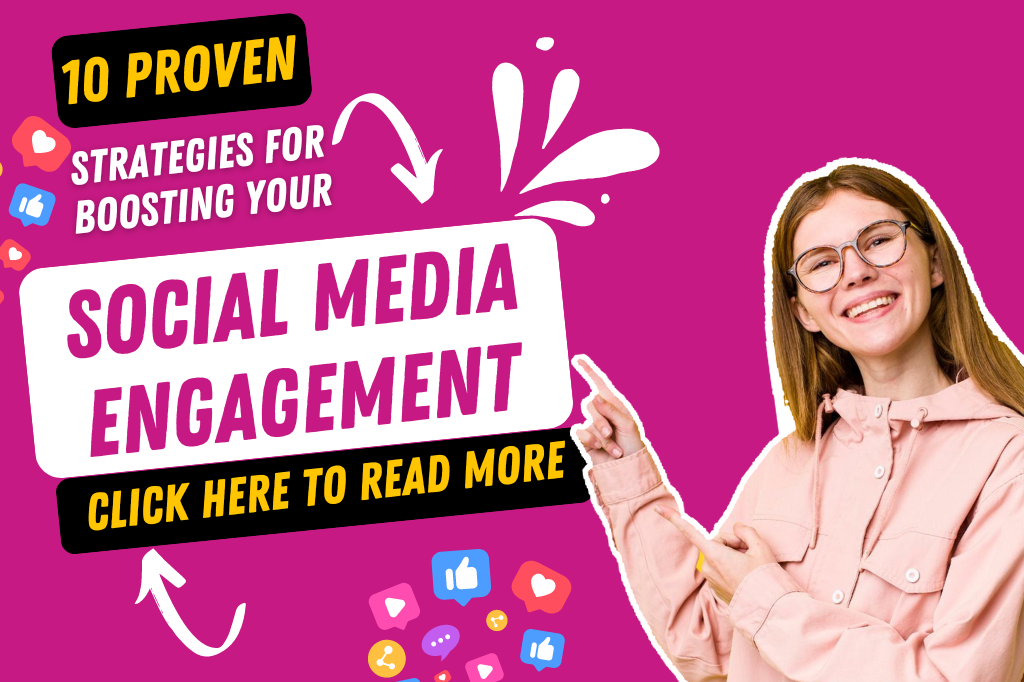 10 PROVEN
STRATEGIES FOR
BOOSTING YOUR
SOCIAL MEDIA
ENGAGEMENT
CLICK HERE TO READ MORE